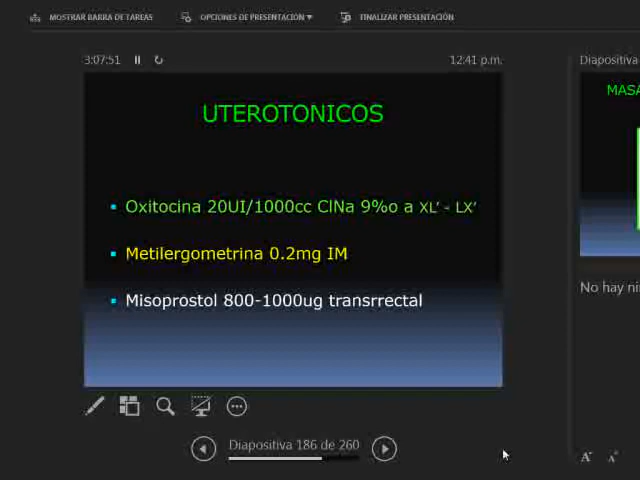 MOSTRAR BARRA DE TAREAS
OPCIONES DE PRESENTACIÓN ▼
FINALIZAR PRESENTACIÓN
3:07:51
12:41 p.m.
Diapositiva
UTEROTONICOS
Oxitocina 20UI/1000cc ClNa 9%o a XL’ - LX’
Metilergometrina 0.2mg IM
Misoprostol 800-1000ug transrrectal
Diapositiva 186 de 260
MASA
No hay nin
A
A